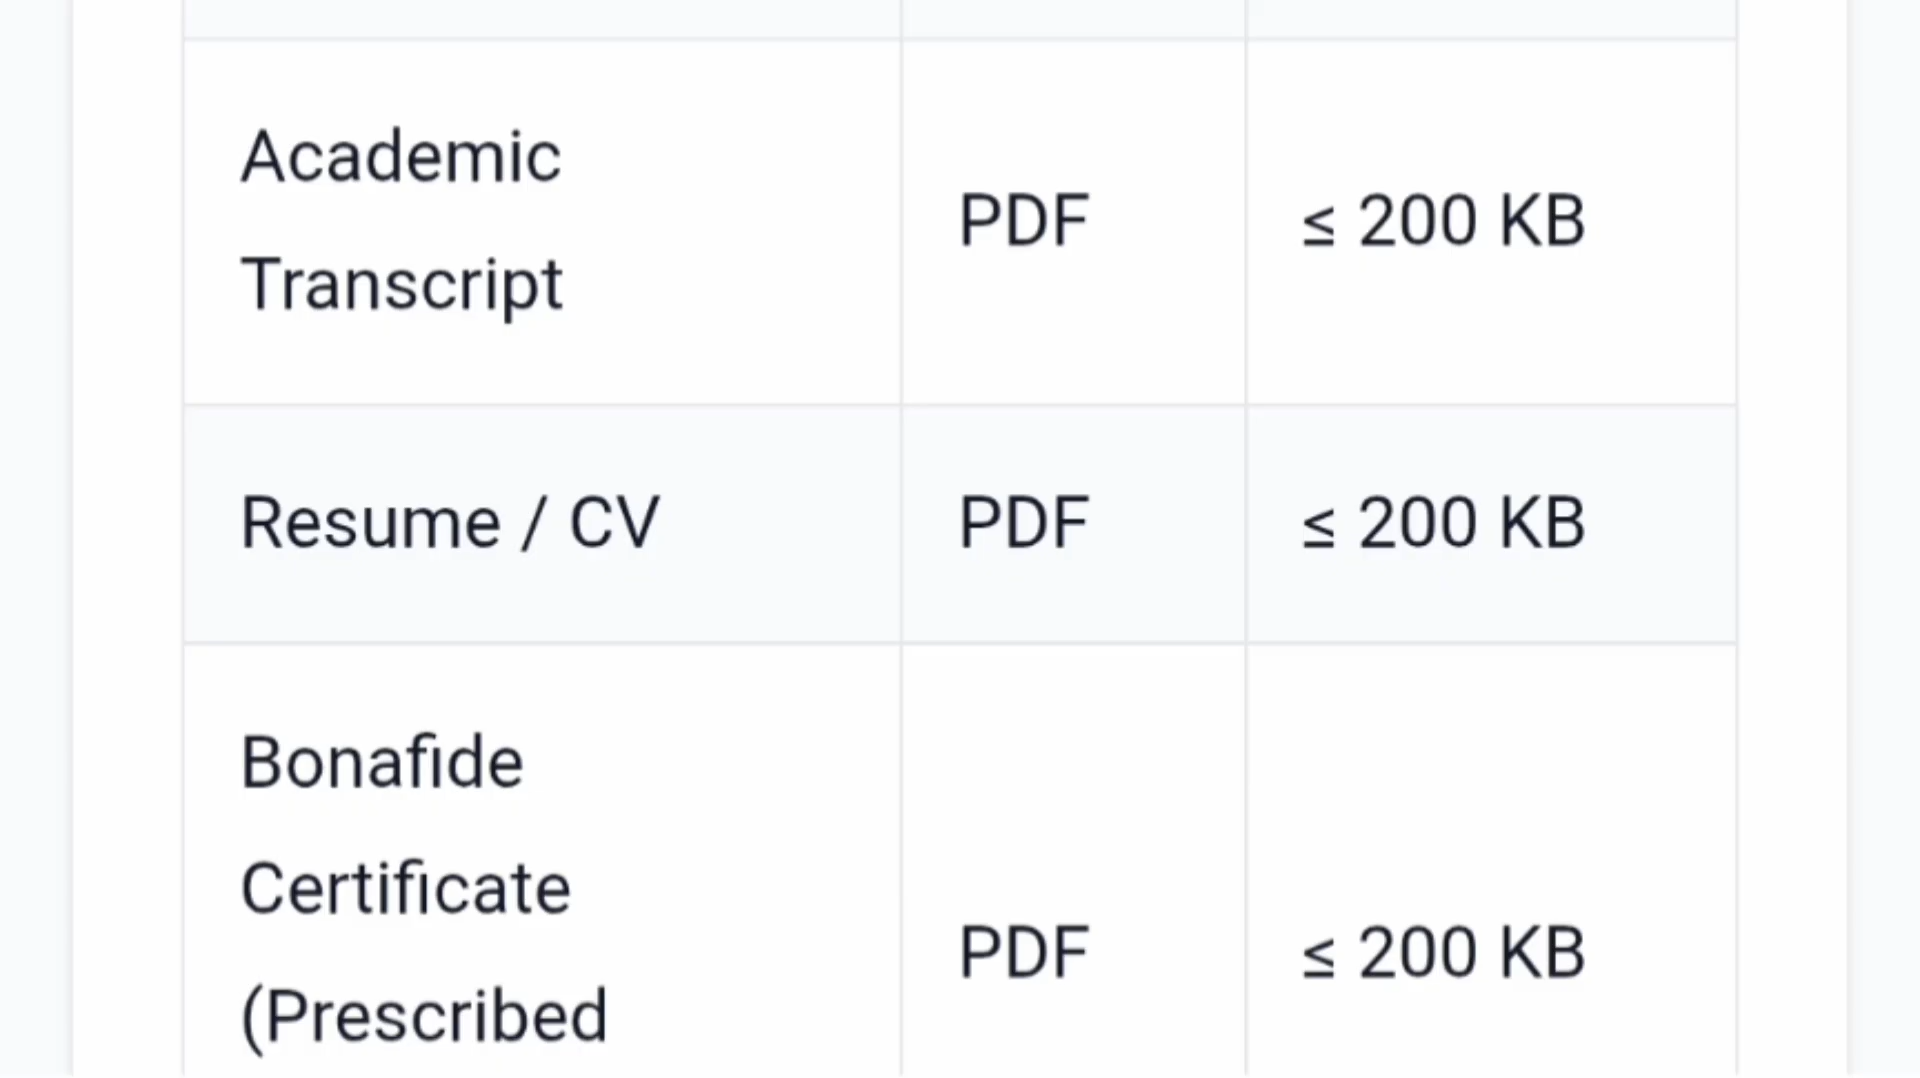 Academic
Transcript
PDF
≤ 200 KB
Resume / CV
PDF
≤ 200 KB
Bonafide
Certificate
(Prescribed
PDF
≤ 200 KB